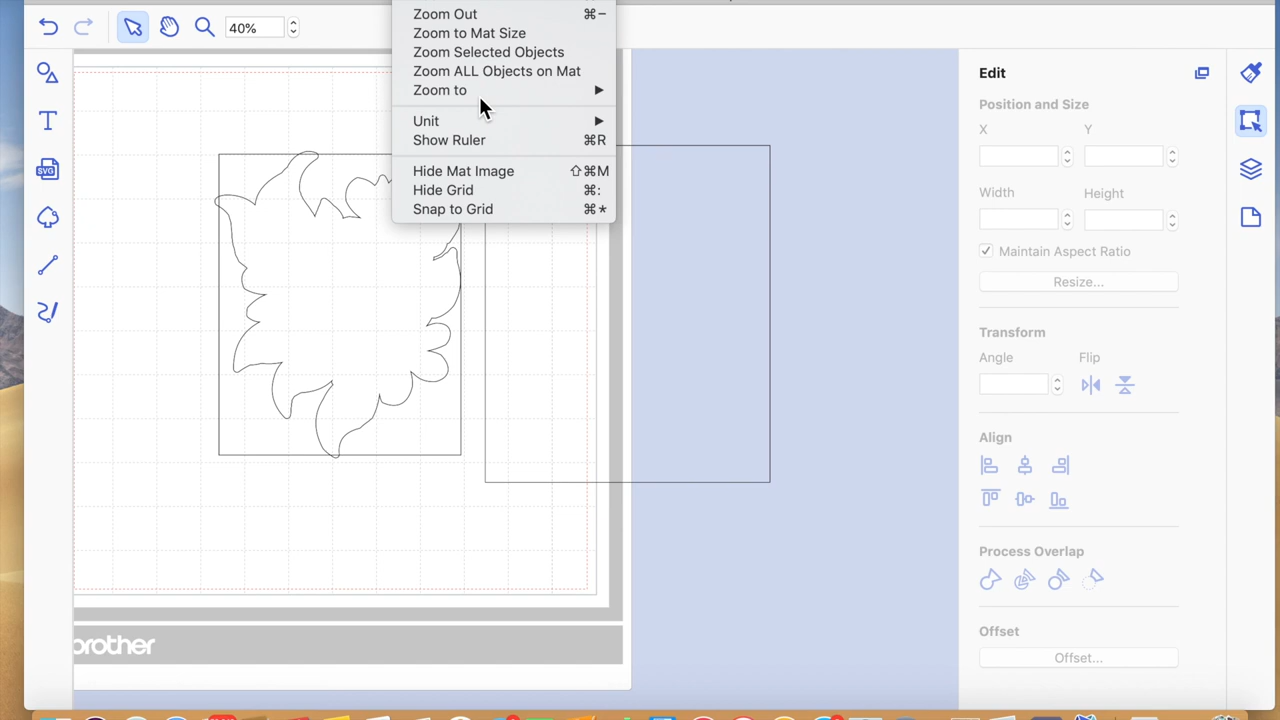 40%
Zoom Out ⌘−
Zoom to Mat Size
Zoom Selected Objects
Zoom ALL Objects on Mat
Zoom to
Unit
Show Ruler ⌘R
Hide Mat Image ⇧⌘M
Hide Grid ⌘:
Snap to Grid ⌘*
T
SVG
brother
Edit
Position and Size
X Y
Width Height
Maintain Aspect Ratio
Resize...
Transform
Angle Flip
Align
Process Overlap
Offset
Offset...